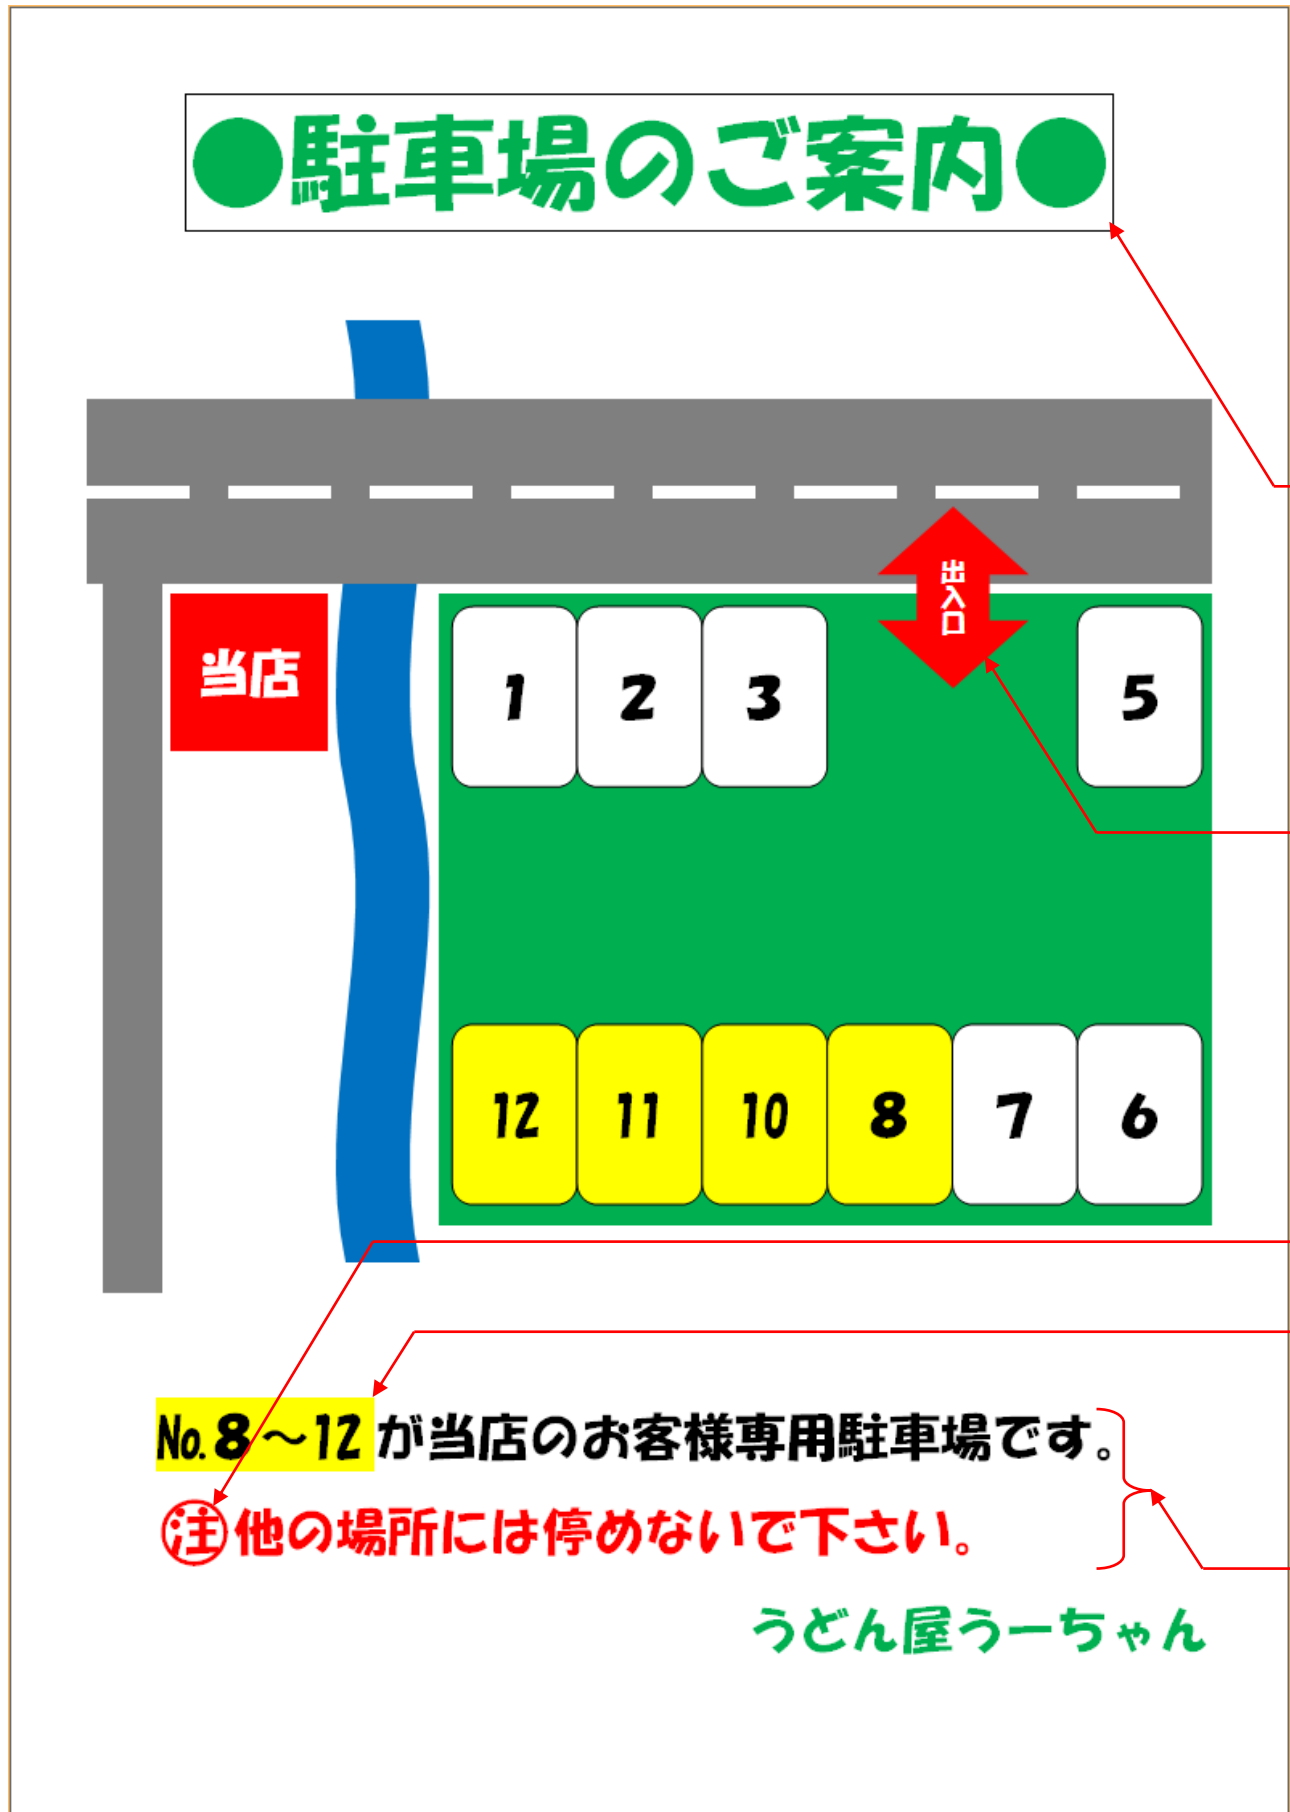 ●駐車場のご案内●
出入口
当店
1 2 3 5
12 11 10 8 7 6
No.8～12が当店のお客様専用駐車場です。
㊟他の場所には停めないで下さい。
うどん屋うーちゃん